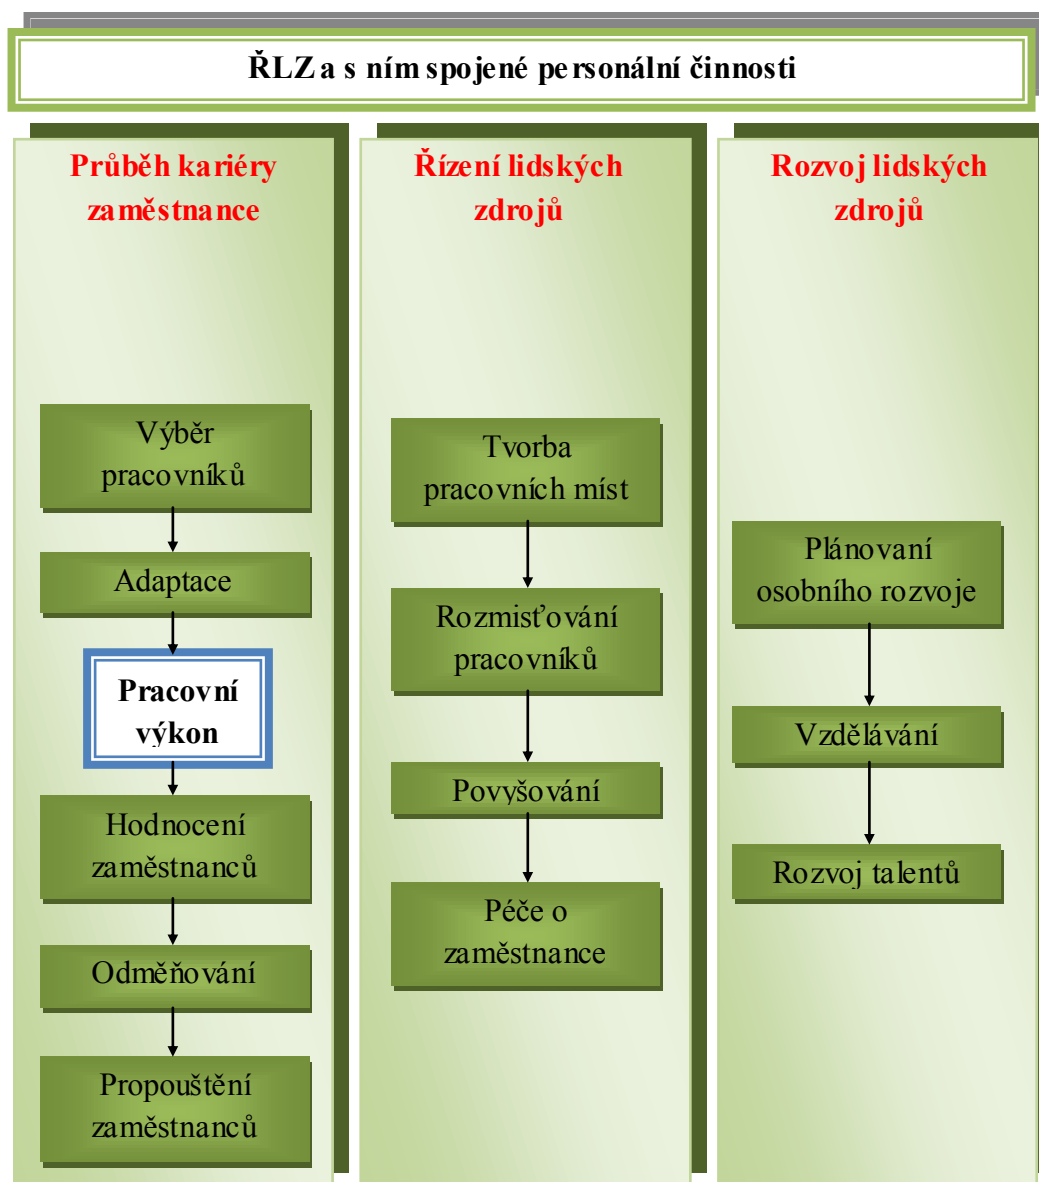 ŘLZ a s ním spojené personální činnosti
Průběh kariéry
zaměstnance
Výběr
pracovníků
Adaptace
Pracovní
výkon
Hodnocení
zaměstnanců
Odměňování
Propouštění
zaměstnanců
Řízení lidských
zdrojů
Tvorba
pracovních míst
Rozmisťování
pracovníků
Povyšování
Péče o
zaměstnance
Rozvoj lidských
zdrojů
Plánovaní
osobního rozvoje
Vzdělávání
Rozvoj talentů